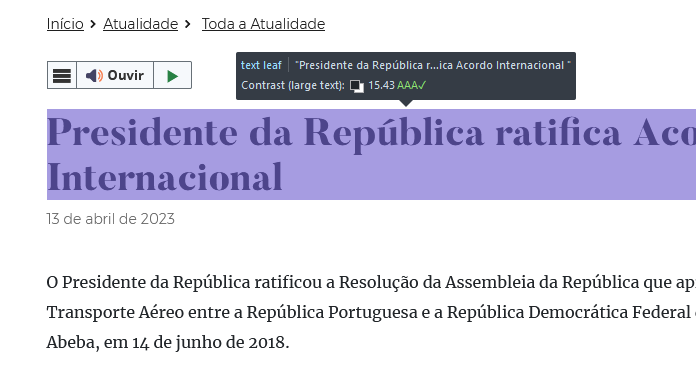 Início > Atualidade > Toda a Atualidade
Ouvir
text leaf "Presidente da República r...ica Acordo Internacional "
Contrast (large text): 15.43 AAA✓
Presidente da República ratifica Aco
Internacional
13 de abril de 2023
O Presidente da República ratificou a Resolução da Assembleia da República que ap
Transporte Aéreo entre a República Portuguesa e a República Democrática Federal
Abeba, em 14 de junho de 2018.